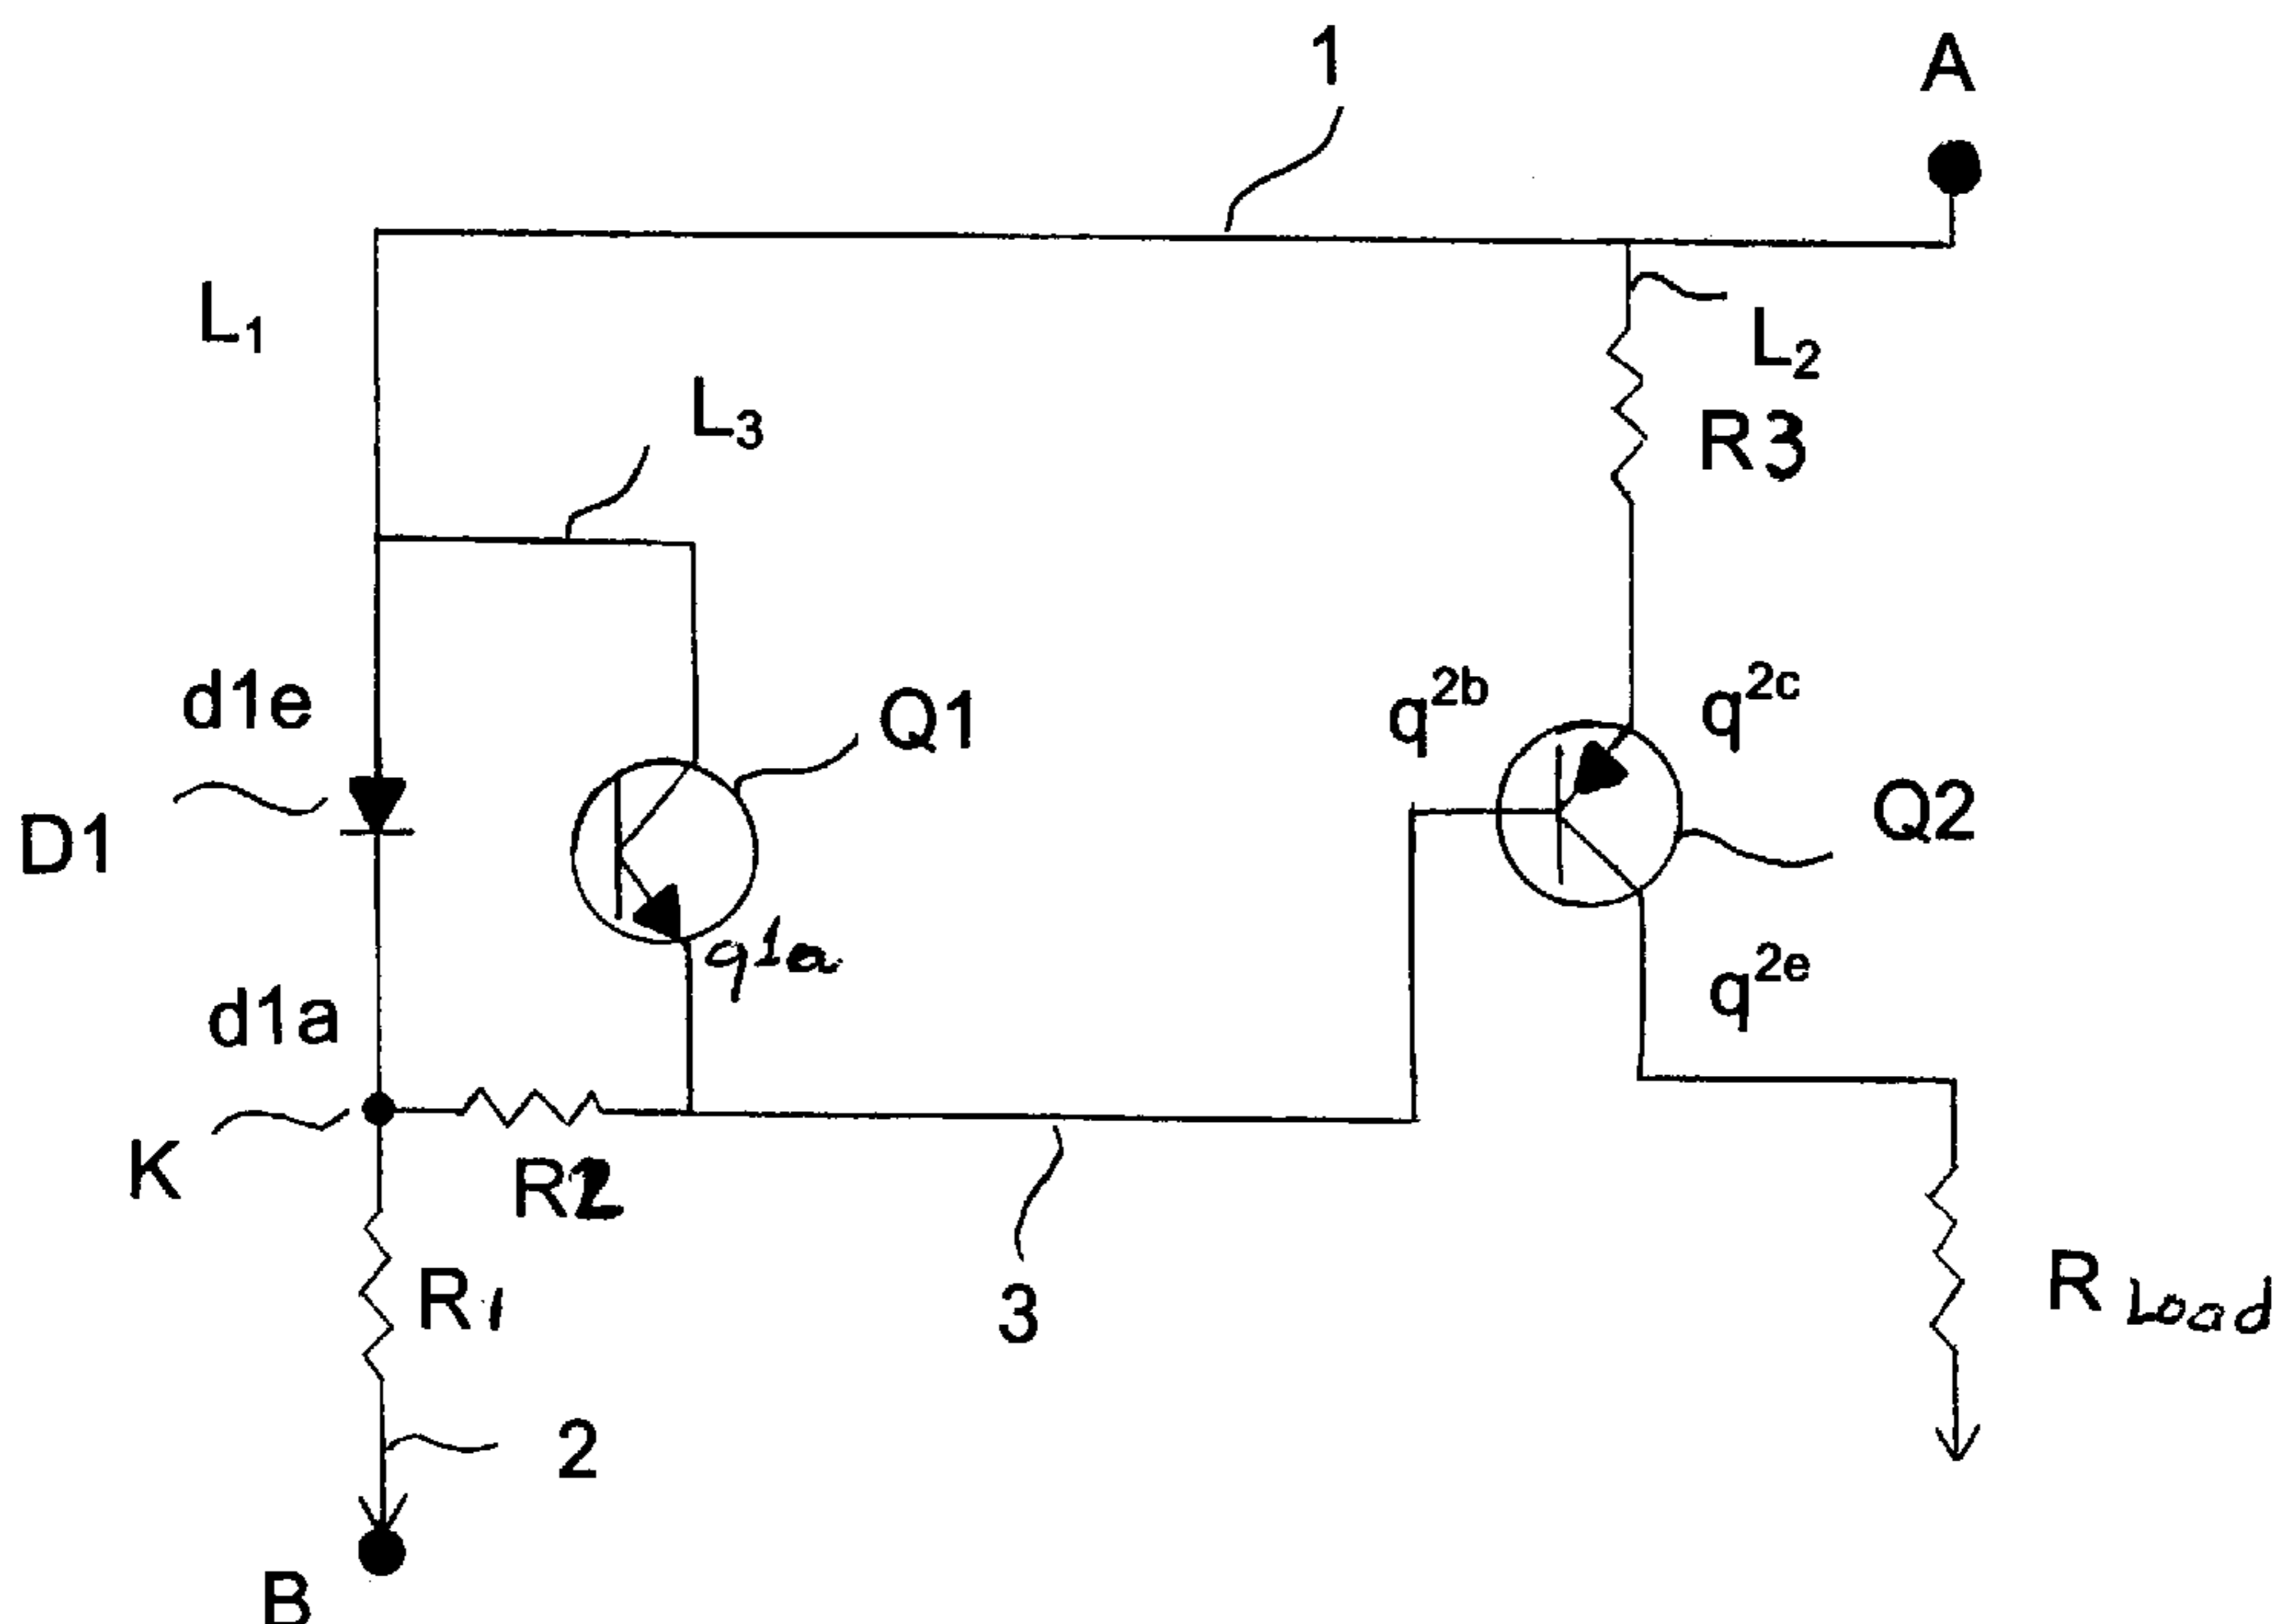 1
A
L₁
L₂
L₃
R3
d1e
Q1
q²ᵇ
q²ᶜ
D1
Q2
q1a
q²ᵉ
d1a
K
R2
R1
3
R Load
2
B